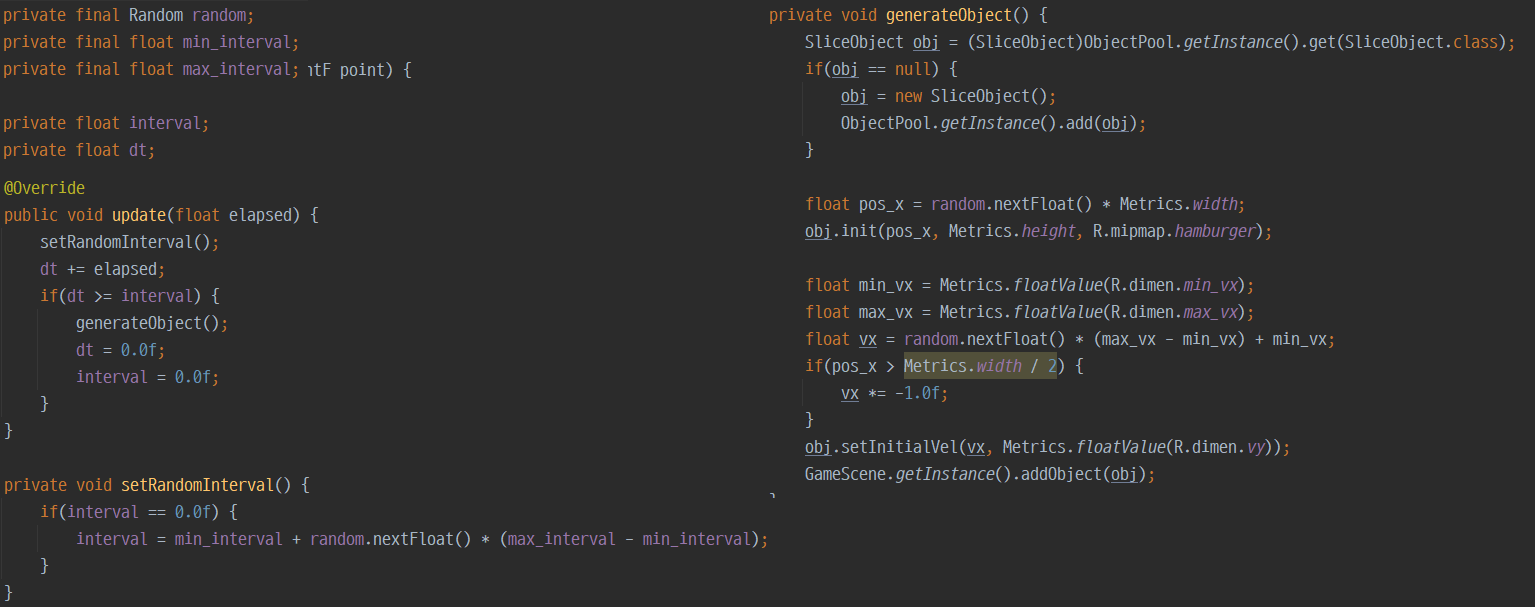 private final Random random;
private final float min_interval;
private final float max_interval; ntF point) {
private float interval;
private float dt;
@Override
public void update(float elapsed) {
setRandomInterval();
dt += elapsed;
if(dt >= interval) {
generateObject();
dt = 0.0f;
interval = 0.0f;
}
}
private void setRandomInterval() {
if(interval == 0.0f) {
interval = min_interval + random.nextFloat() * (max_interval - min_interval);
}
}
private void generateObject() {
SliceObject obj = (SliceObject)ObjectPool.getInstance().get(SliceObject.class);
if(obj == null) {
obj = new SliceObject();
ObjectPool.getInstance().add(obj);
}
float pos_x = random.nextFloat() * Metrics.width;
obj.init(pos_x, Metrics.height, R.mipmap.hamburger);
float min_vx = Metrics.floatValue(R.dimen.min_vx);
float max_vx = Metrics.floatValue(R.dimen.max_vx);
float vx = random.nextFloat() * (max_vx - min_vx) + min_vx;
if(pos_x > Metrics.width / 2) {
vx *= -1.0f;
}
obj.setInitialVel(vx, Metrics.floatValue(R.dimen.vy));
GameScene.getInstance().addObject(obj);
}